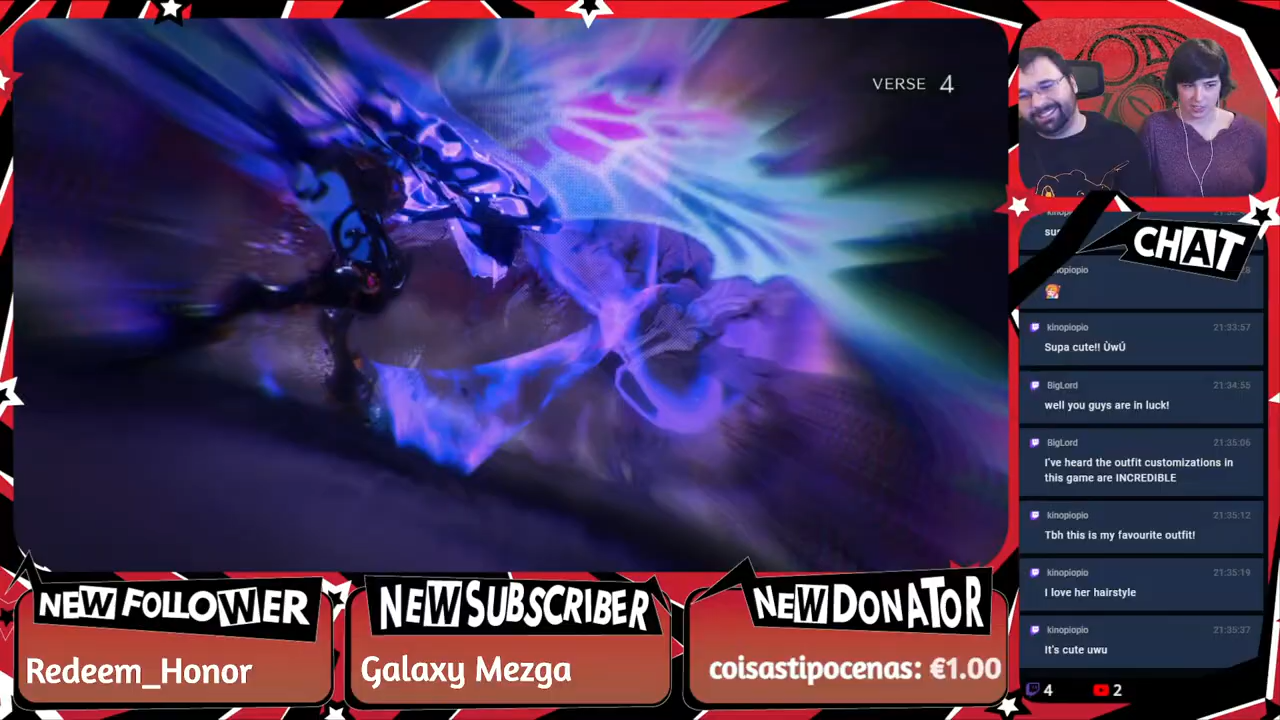 VERSE 4
CHAT
kinopiopio
kinopiopio 21:33:57
Supa cute!! ÙwÚ
BigLord 21:34:55
well you guys are in luck!
BigLord 21:35:06
I've heard the outfit customizations in
this game are INCREDIBLE
kinopiopio 21:35:12
Tbh this is my favourite outfit!
kinopiopio 21:35:19
I love her hairstyle
kinopiopio 21:35:37
It's cute uwu
4 2
NEW FOLLOWER
Redeem_Honor
NEW SUBSCRIBER
Galaxy Mezga
NEW DONATOR
coisastipocenas: €1.00